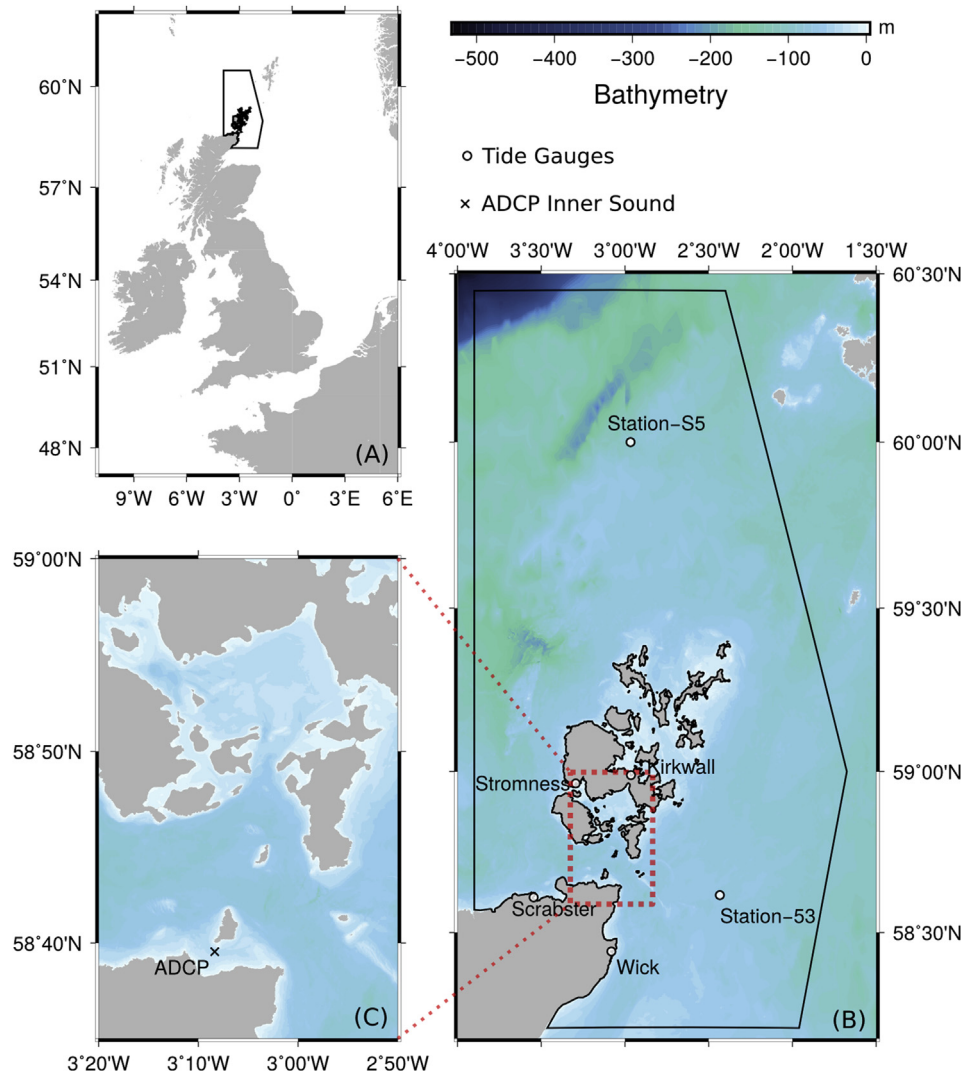 60˚N
57˚N
54˚N
51˚N
48˚N
9˚W 6˚W 3˚W 0˚ 3˚E 6˚E
(A)
−500 −400 −300 −200 −100 0
m
Bathymetry
Tide Gauges
ADCP Inner Sound
4˚00'W 3˚30'W 3˚00'W 2˚30'W 2˚00'W 1˚30'W
60˚30'N
60˚00'N
59˚30'N
59˚00'N
58˚30'N
Station−S5
Kirkwall
Stromness
Scrabster
Station−53
Wick
(B)
59˚00'N
58˚50'N
58˚40'N
ADCP
(C)
3˚20'W 3˚10'W 3˚00'W 2˚50'W